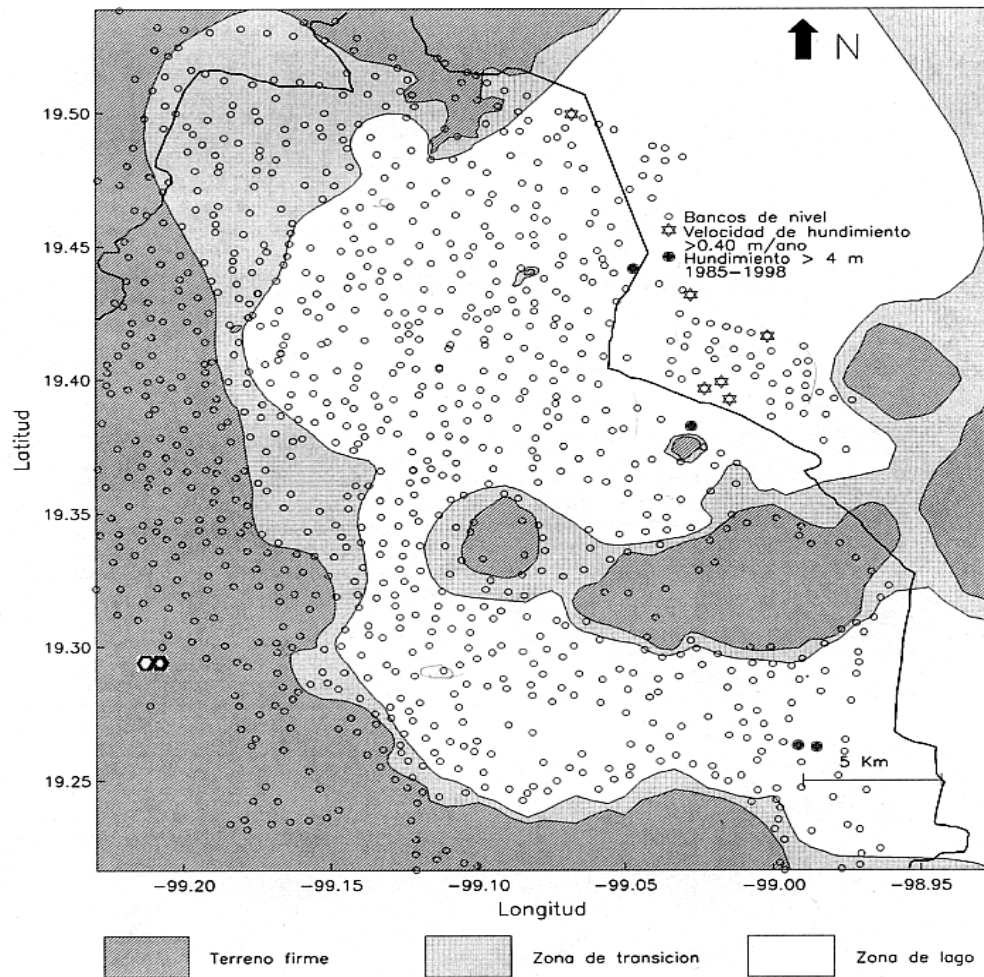 N
19.50
19.45
19.40
19.35
19.30
19.25
Latitud
Bancos de nivel
Velocidad de hundimiento
>0.40 m/ano
Hundimiento > 4 m
1985-1998
5 Km
-99.20
-99.15
-99.10
-99.05
-99.00
-98.95
Longitud
Terreno firme
Zona de transicion
Zona de lago